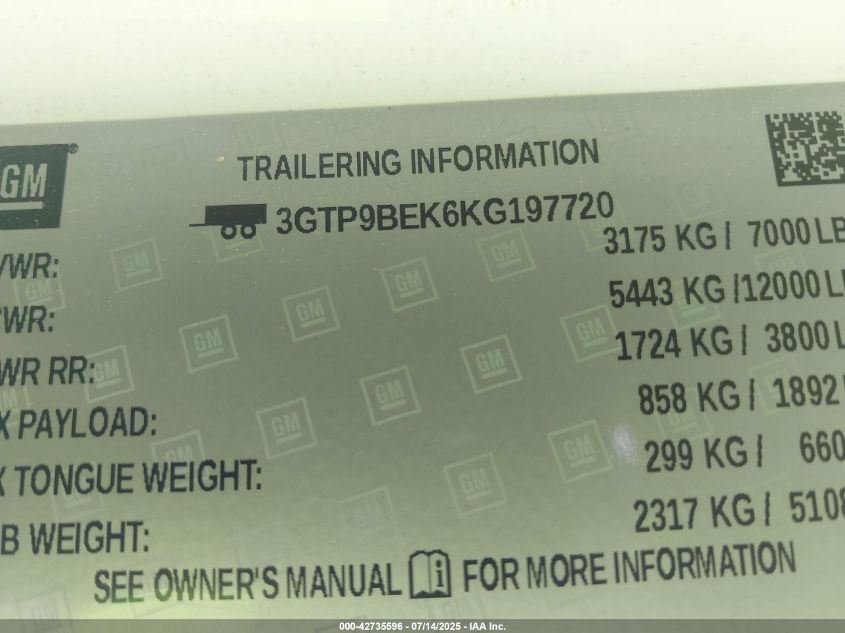 GM
TRAILERING INFORMATION
3GTP9BEK6KG197720
VWR: 3175 KG / 7000 LB
WR: 5443 KG / 12000 L
WR RR: 1724 KG / 3800 L
X PAYLOAD: 858 KG / 1892
X TONGUE WEIGHT: 299 KG / 660
B WEIGHT: 2317 KG / 5108
SEE OWNER'S MANUAL i FOR MORE INFORMATION
000-42735596 - 07/14/2025 - IAA Inc.